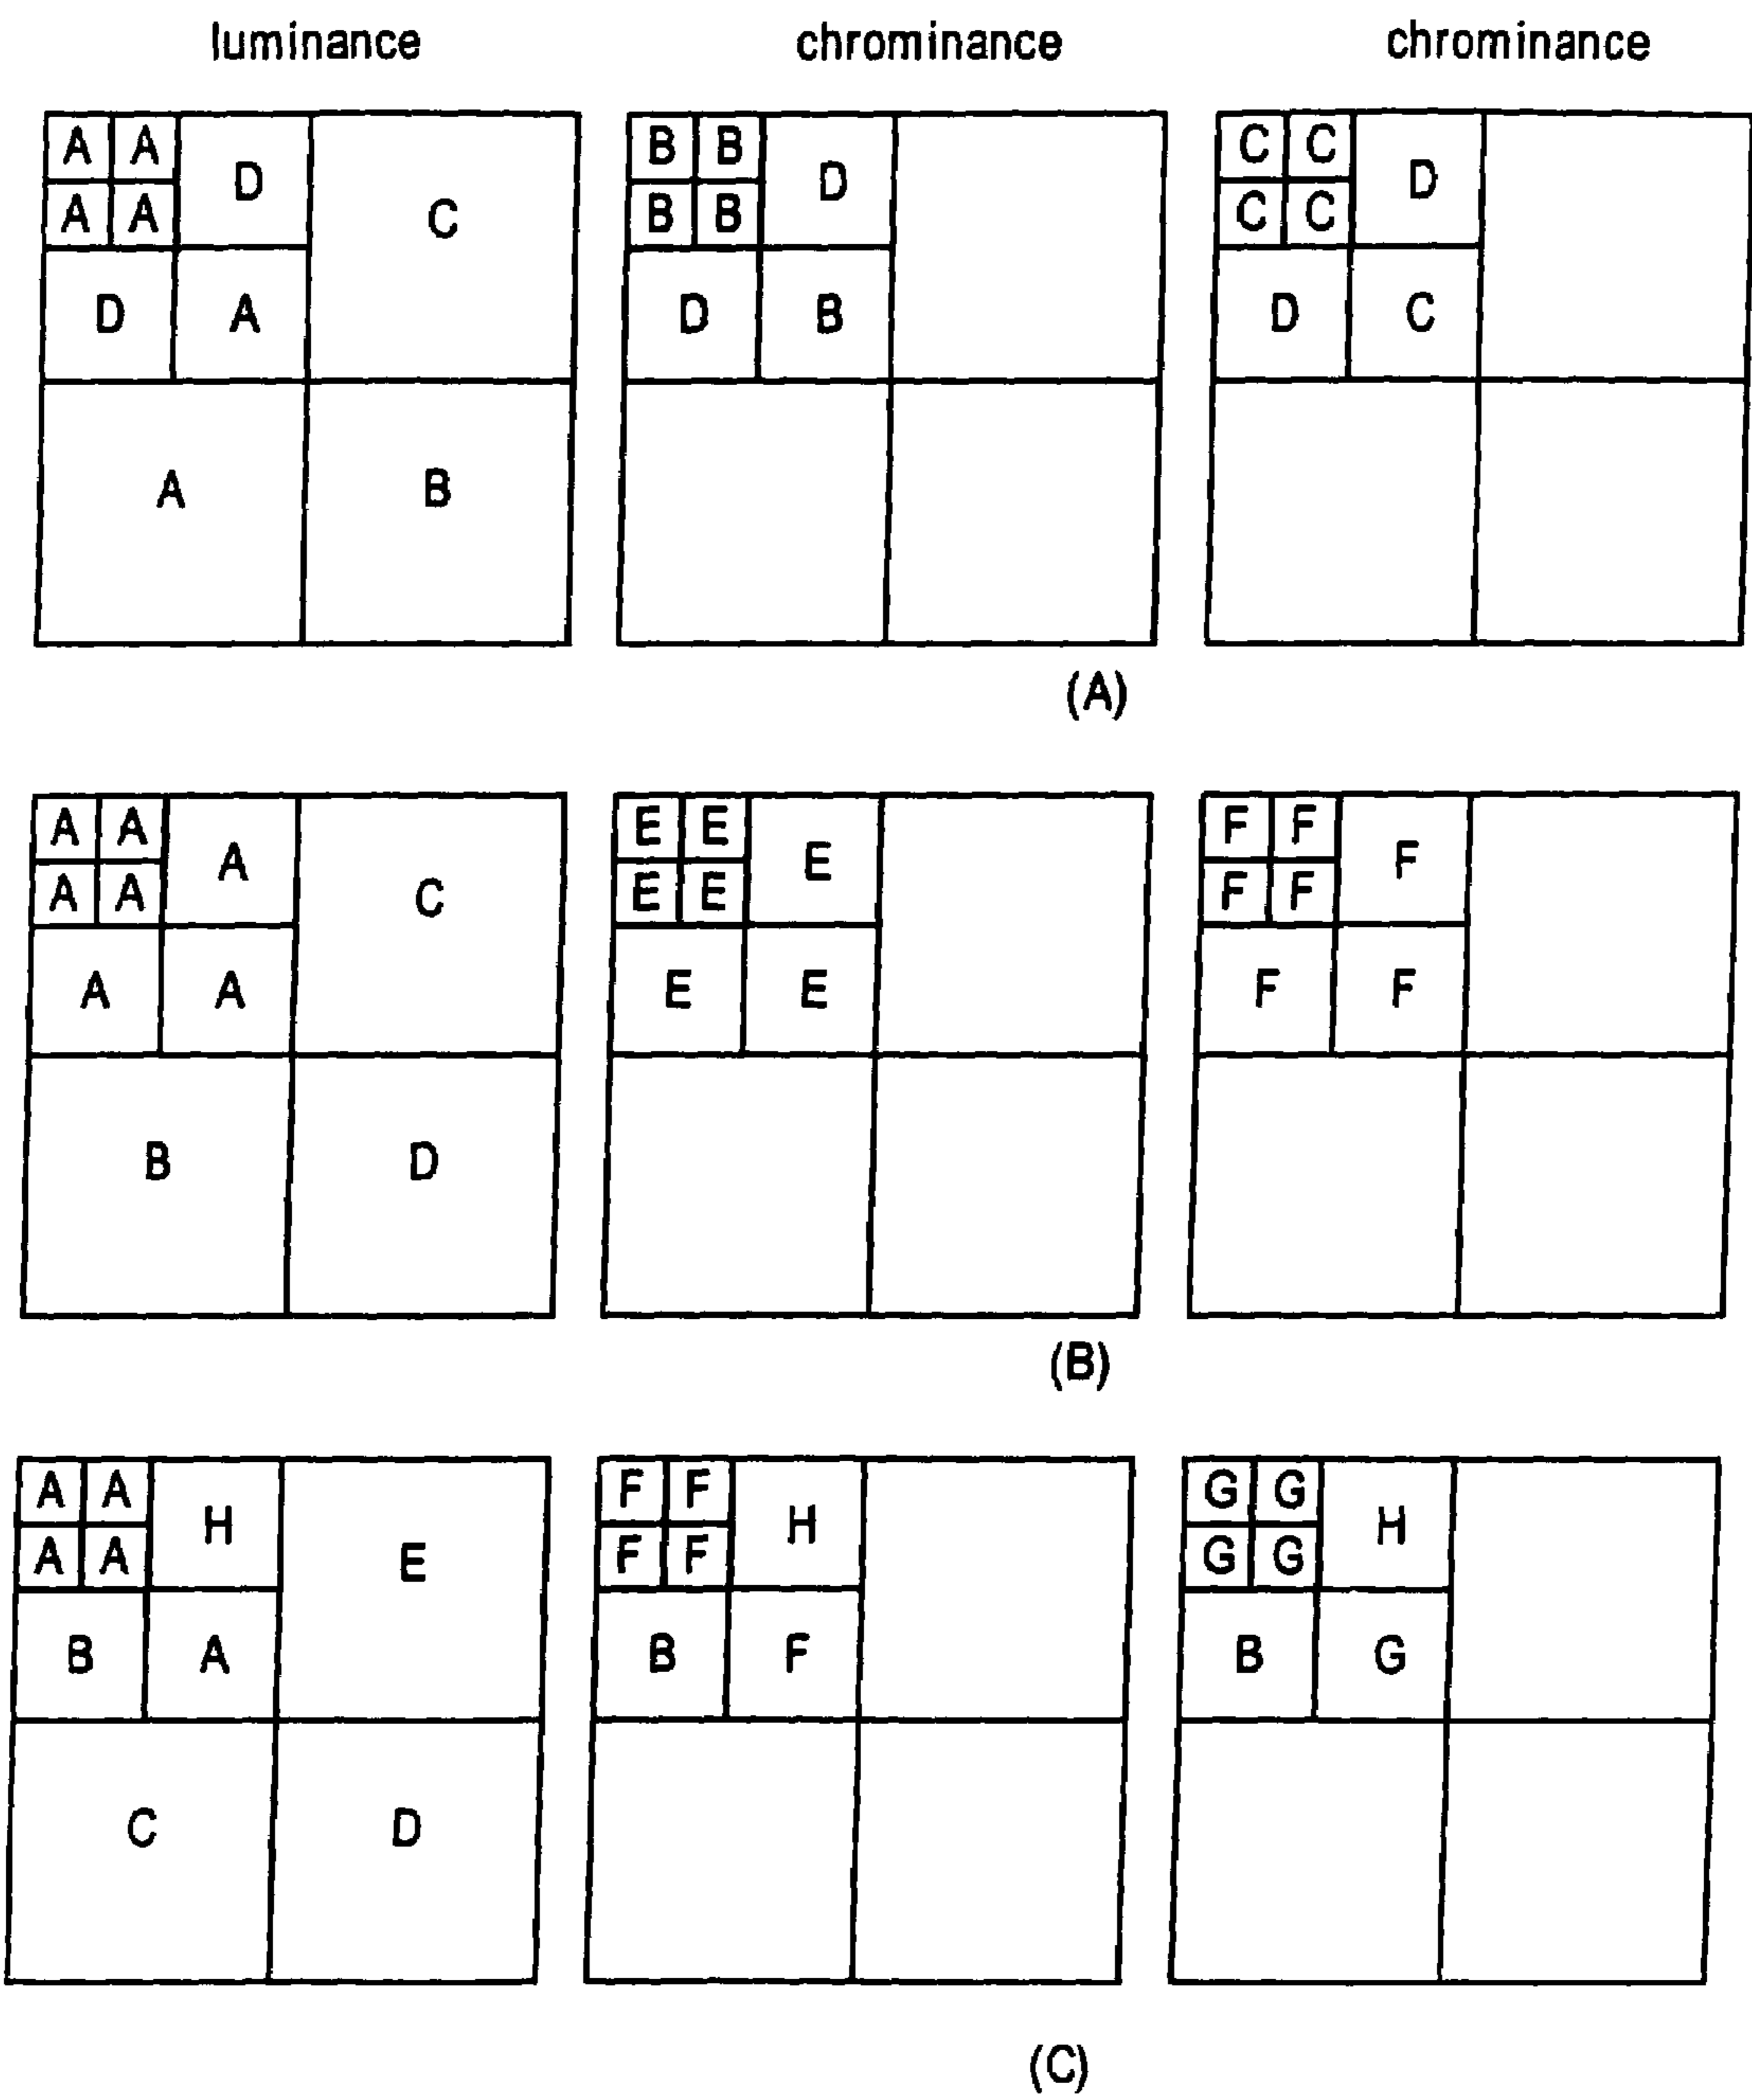 luminance chrominance chrominance
A A B B C C
D D D
C
A A B B C C
D A D B D C
A B
(A)
A A E E F F
A E F
C
A A E E F F
A A E E F F
B D
(B)
A A F F G G
H H H
E
A A F F G G
B A B F B G
C D
(C)